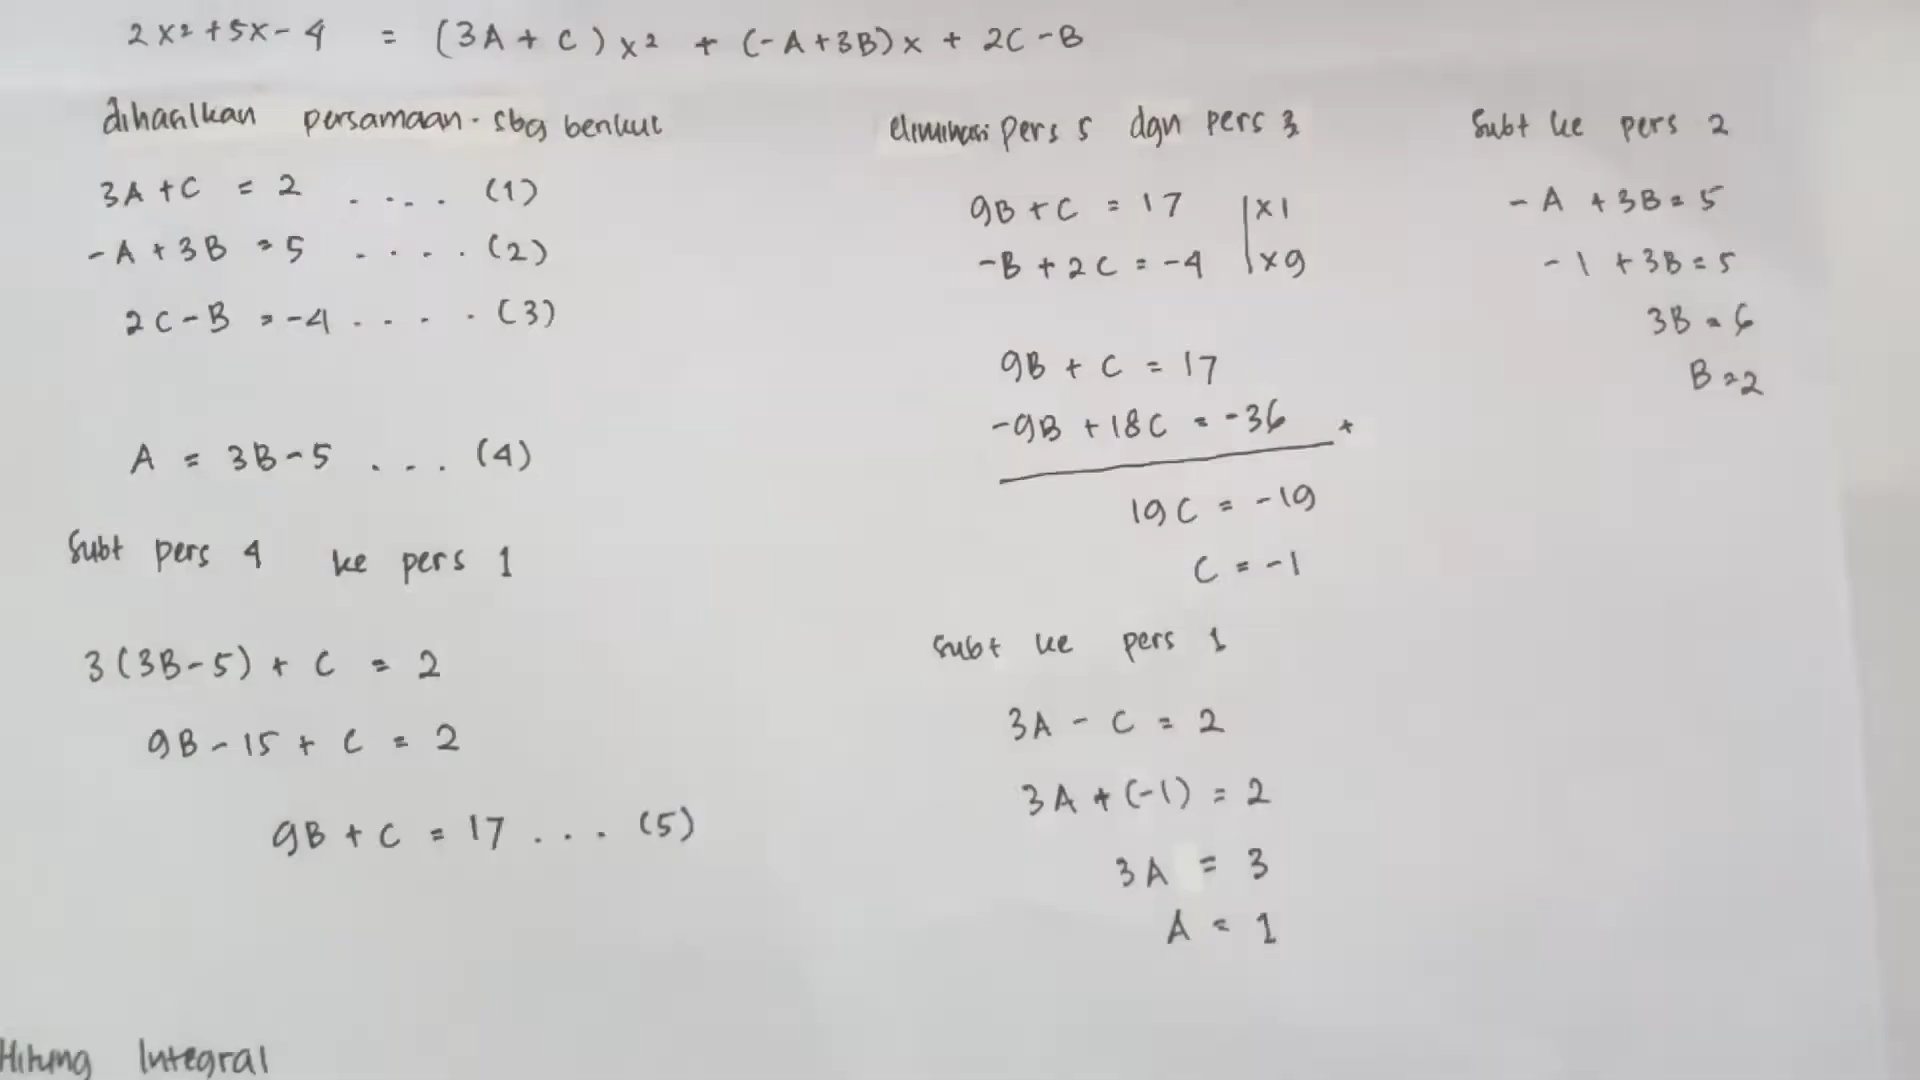 2x² + 5x - 4 = (3A + C) x² + (-A + 3B) x + 2C - B
dihasilkan persamaan. sbg berikut
3A + C = 2 .... (1)
-A + 3B = 5 .... (2)
2C - B = -4 .... (3)
A = 3B - 5 ... (4)
Subt pers 4 ke pers 1
3(3B - 5) + C = 2
9B - 15 + C = 2
9B + C = 17 ... (5)
eliminasi pers 5 dgn pers 3
9B + C = 17 | x1
-B + 2C = -4 | x9
9B + C = 17
-9B + 18C = -36 +
19C = -19
C = -1
Subt ke pers 1
3A - C = 2
3A + (-1) = 2
3A = 3
A = 1
Subt ke pers 2
-A + 3B = 5
-1 + 3B = 5
3B = 6
B = 2
Hitung Integral